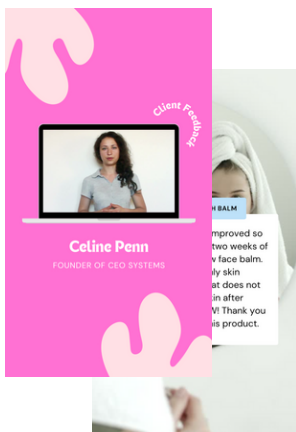 Client Feedback
Celine Penn
FOUNDER OF CEO SYSTEMS
BALM
mproved so
two weeks of
w face balm.
ly skin
at does not
in after
W! Thank you
is product.